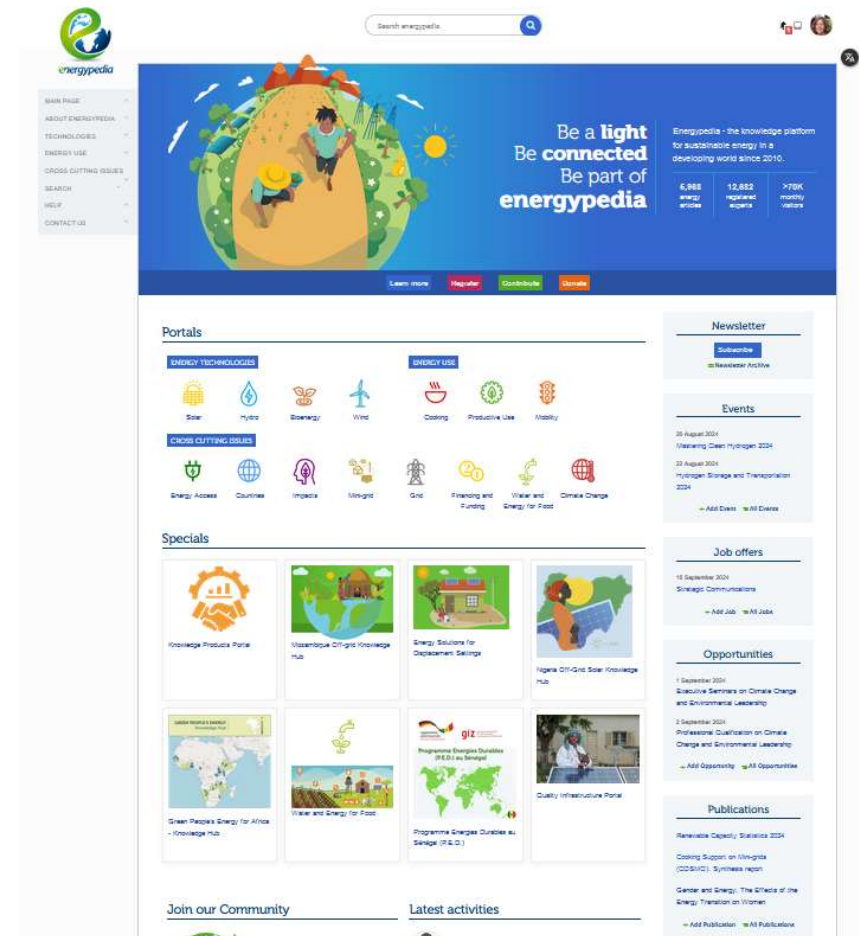 energypedia
Search energypedia
MAIN PAGE
ABOUT ENERGYPEDIA
TECHNOLOGIES
ENERGY USE
CROSS CUTTING ISSUES
SEARCH
HELP
CONTACT US
Be a light
Be connected
Be part of
energypedia
Energypedia - the knowledge platform
for sustainable energy in a
developing world since 2010.
6,968 12,682 >70K
energy registered monthly
articles experts visitors
Learn more Register Contribute Donate
Portals
ENERGY TECHNOLOGIES ENERGY USE
Solar Hydro Bioenergy Wind Cooking Productive Use Mobility
CROSS CUTTING ISSUES
Energy Access Countries Impacts Mini-grid Grid Financing and Water and Climate Change
Funding Energy for Food
Specials
Knowledge Products Portal
Mozambique Off-grid Knowledge
Hub
Energy Solutions for
Displacement Settings
Nigeria Off-Grid Solar Knowledge
Hub
GREEN PEOPLE'S ENERGY
Knowledge Hub
Green People's Energy for Africa
- Knowledge Hub
Water and Energy for Food
giz
Programme Energies Durables
(P.E.D.) au Sénégal
Programme Energies Durables au
Sénégal (P.E.D.)
Quality Infrastructure Portal
Join our Community
Latest activities
Newsletter
Subscribe
Newsletter Archive
Events
Mastering Clean Hydrogen 2024
22 August 2024
Hydrogen Storage and Transportation
2024
Add Event All Events
Job offers
15 September 2024
Strategic Communications
Add Job All Jobs
Opportunities
1 September 2024
Executive Seminars on Climate Change
and Environmental Leadership
2 September 2024
Professional Qualification on Climate
Change and Environmental Leadership
Add Opportunity All Opportunities
Publications
Renewable Capacity Statistics 2024
Cooking Support on Mini-grids
(COSMO): Synthesis report
Gender and Energy: The Effects of the
Energy Transition on Women
Add Publication All Publications